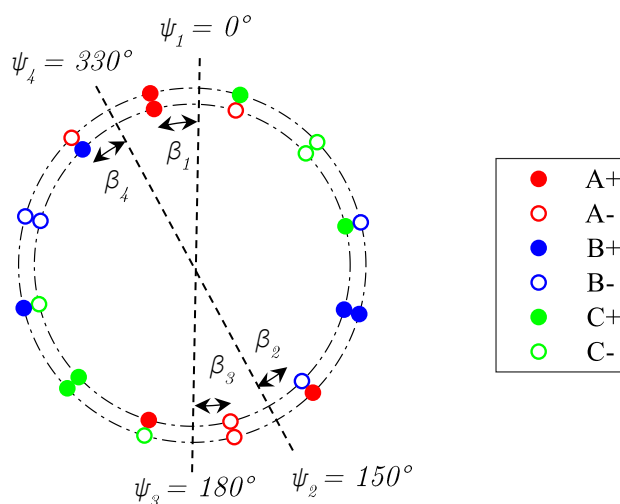 ψ₁ = 0°
ψ₄ = 330°
β₁
β₄
A+
A-
B+
B-
C+
C-
β₂
β₃
ψ₃ = 180°
ψ₂ = 150°